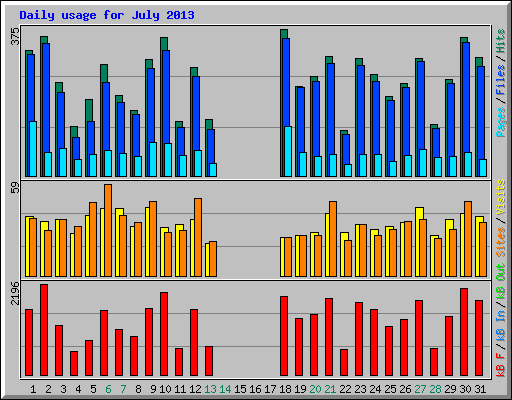 Daily usage for July 2013
375
Pages / Files / Hits
59
Sites / Visits
2196
kB F / kB In / kB Out
1 2 3 4 5 6 7 8 9 10 11 12 13 14 15 16 17 18 19 20 21 22 23 24 25 26 27 28 29 30 31